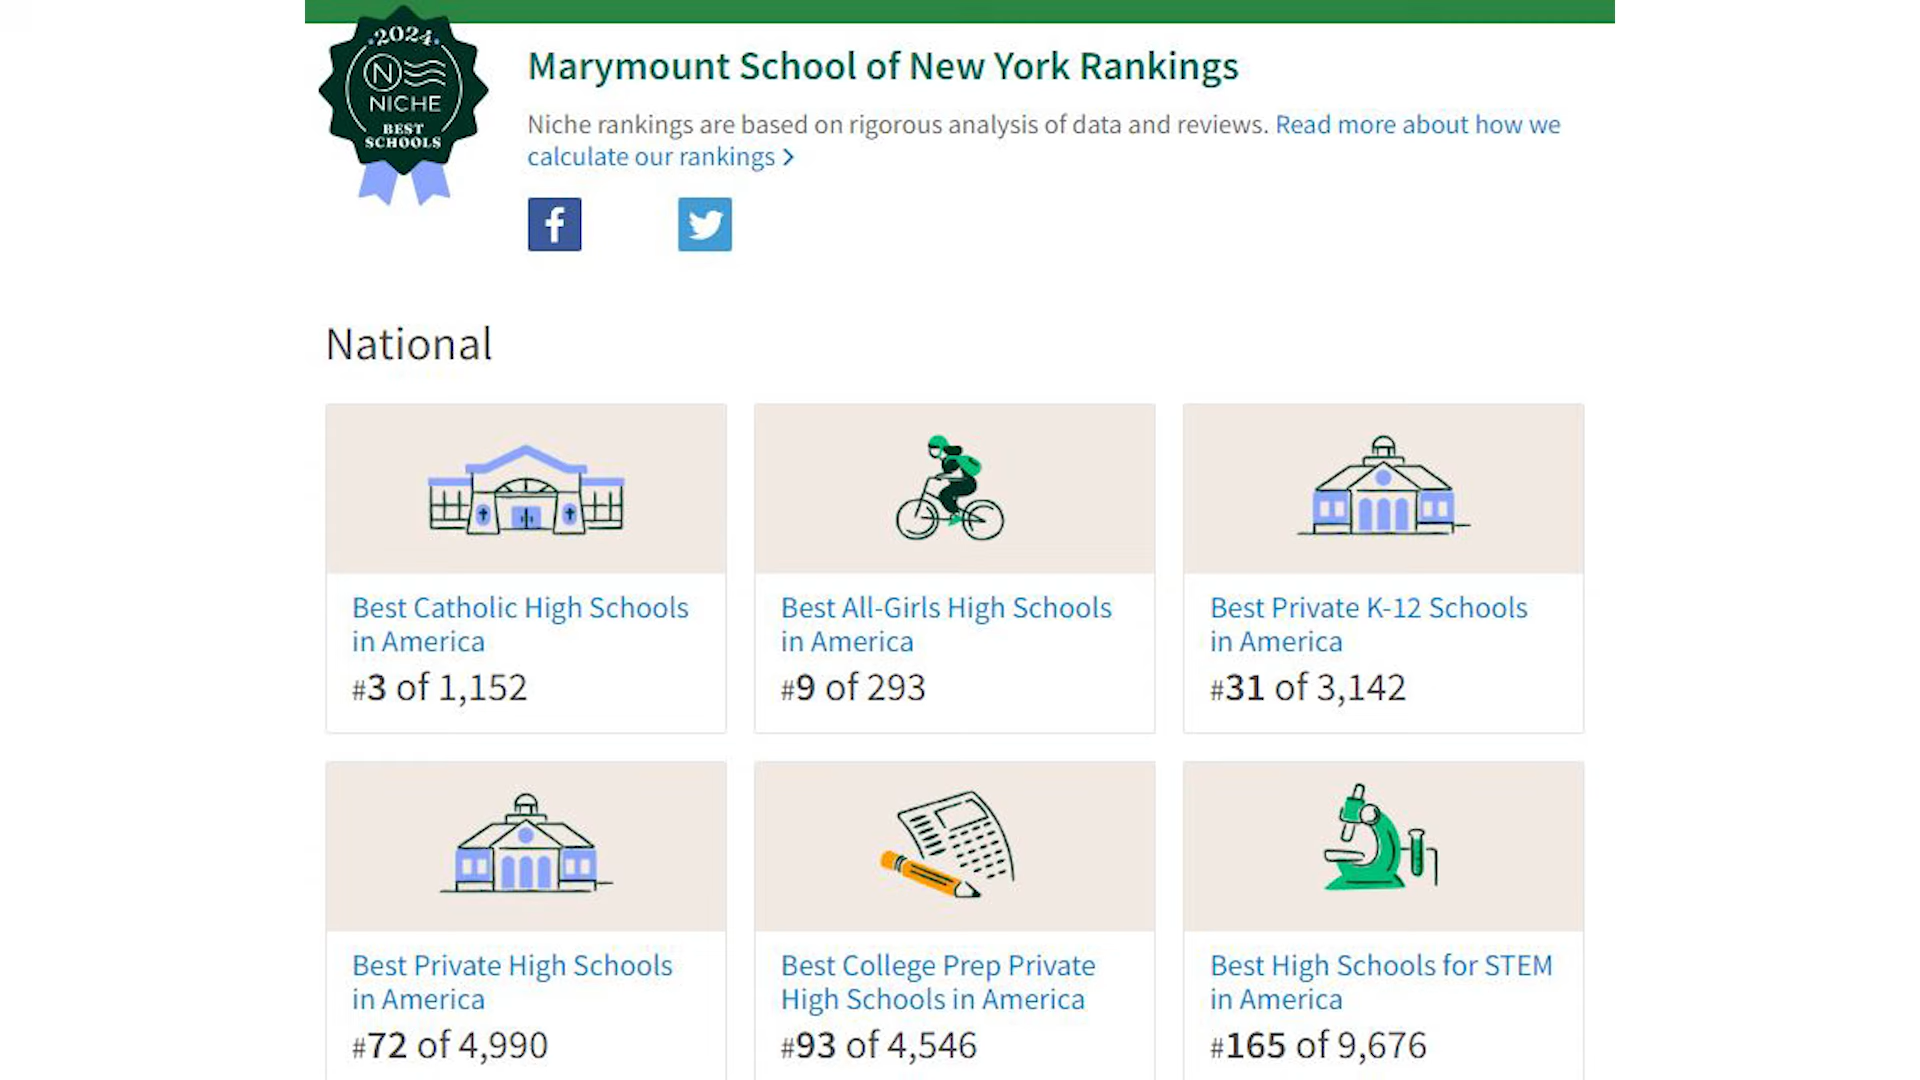 2024
N
NICHE
BEST
SCHOOLS
Marymount School of New York Rankings
Niche rankings are based on rigorous analysis of data and reviews. Read more about how we
calculate our rankings
National
Best Catholic High Schools
in America
#3 of 1,152
Best All-Girls High Schools
in America
#9 of 293
Best Private K-12 Schools
in America
#31 of 3,142
Best Private High Schools
in America
#72 of 4,990
Best College Prep Private
High Schools in America
#93 of 4,546
Best High Schools for STEM
in America
#165 of 9,676